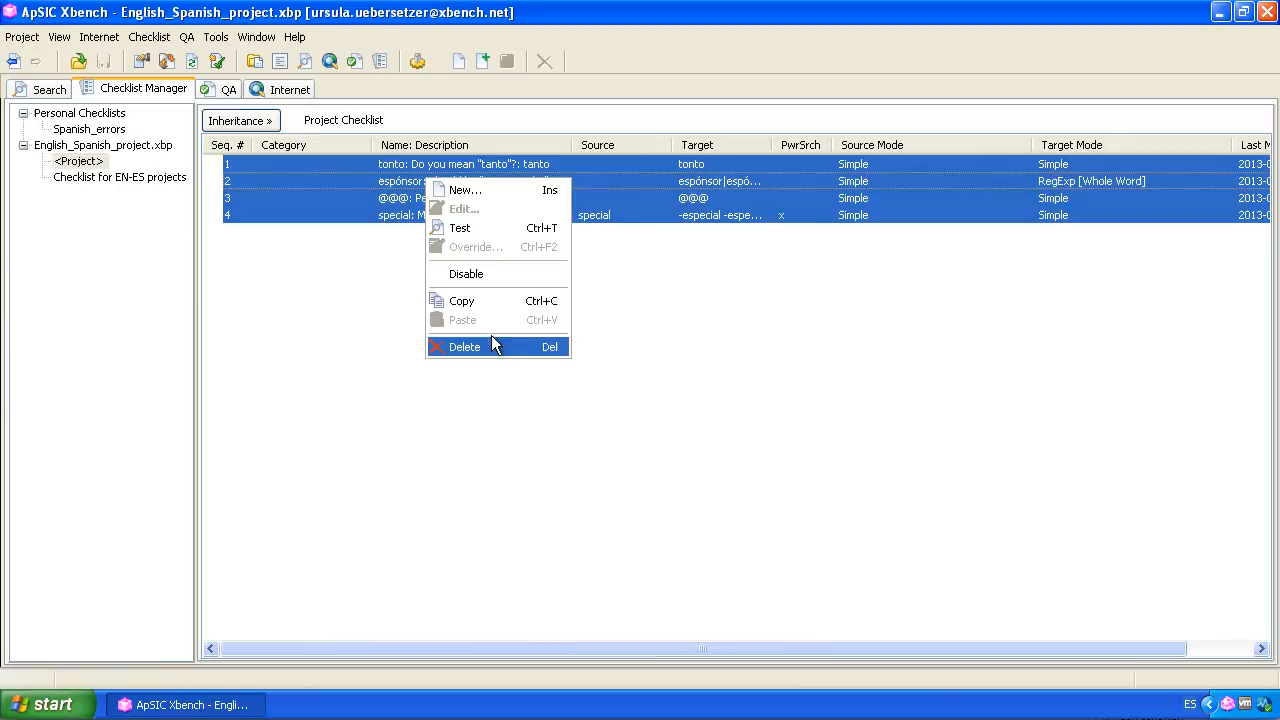 ApSIC Xbench - English_Spanish_project.xbp [ursula.uebersetzer@xbench.net]
Project View Internet Checklist QA Tools Window Help
Search Checklist Manager QA Internet
Personal Checklists
Spanish_errors
English_Spanish_project.xbp
<Project>
Checklist for EN-ES projects
Inheritance » Project Checklist
Seq. # Category Name: Description Source Target PwrSrch Source Mode Target Mode Last M
1 tonto: Do you mean "tanto"?: tanto tonto Simple Simple 2013-0
2 espónsor espónsor|espó... Simple RegExp [Whole Word] 2013-0
3 @@@: Pe @@@ Simple Simple 2013-0
4 special: M special -especial -espe... x Simple Simple 2013-0
New... Ins
Edit...
Test Ctrl+T
Override... Ctrl+F2
Disable
Copy Ctrl+C
Paste Ctrl+V
Delete Del
start ApSIC Xbench - Engli... ES